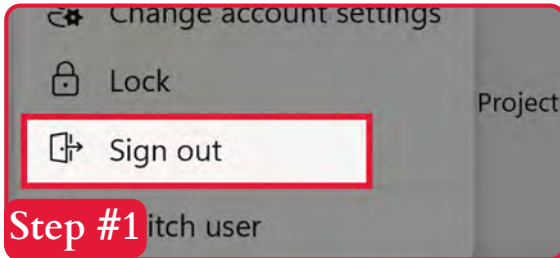 Change account settings
Lock
Project
Sign out
Step #1
itch user